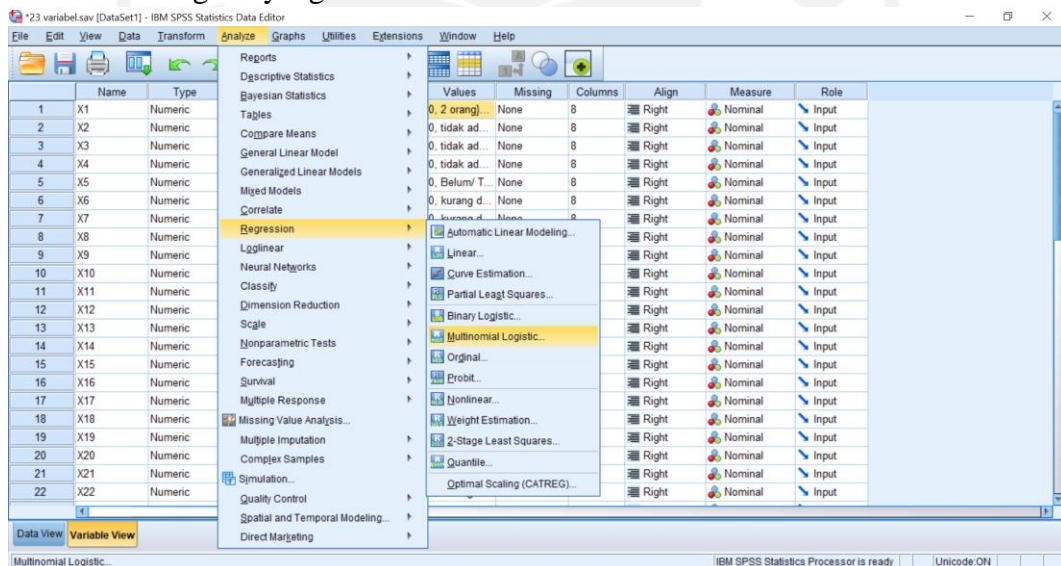 *23 variabel.sav [DataSet1] - IBM SPSS Statistics Data Editor
File Edit View Data Transform Analyze Graphs Utilities Extensions Window Help
Name Type Values Missing Columns Align Measure Role
1 X1 Numeric 0, 2 orang}... None 8 Right Nominal Input
2 X2 Numeric 0, tidak ad... None 8 Right Nominal Input
3 X3 Numeric 0, tidak ad... None 8 Right Nominal Input
4 X4 Numeric 0, tidak ad... None 8 Right Nominal Input
5 X5 Numeric 0, Belum/ T... None 8 Right Nominal Input
6 X6 Numeric 0, kurang d... None 8 Right Nominal Input
7 X7 Numeric 0, kurang d... None 8 Right Nominal Input
8 X8 Numeric Right Nominal Input
9 X9 Numeric Right Nominal Input
10 X10 Numeric Right Nominal Input
11 X11 Numeric Right Nominal Input
12 X12 Numeric Right Nominal Input
13 X13 Numeric Right Nominal Input
14 X14 Numeric Right Nominal Input
15 X15 Numeric Right Nominal Input
16 X16 Numeric Right Nominal Input
17 X17 Numeric Right Nominal Input
18 X18 Numeric Right Nominal Input
19 X19 Numeric Right Nominal Input
20 X20 Numeric Right Nominal Input
21 X21 Numeric Right Nominal Input
22 X22 Numeric Right Nominal Input
Reports
Descriptive Statistics
Bayesian Statistics
Tables
Compare Means
General Linear Model
Generalized Linear Models
Mixed Models
Correlate
Regression
Loglinear
Neural Networks
Classify
Dimension Reduction
Scale
Nonparametric Tests
Forecasting
Survival
Multiple Response
Missing Value Analysis...
Multiple Imputation
Complex Samples
Simulation...
Quality Control
Spatial and Temporal Modeling...
Direct Marketing
Automatic Linear Modeling...
Linear...
Curve Estimation...
Partial Least Squares...
Binary Logistic...
Multinomial Logistic...
Ordinal...
Probit...
Nonlinear...
Weight Estimation...
2-Stage Least Squares...
Quantile...
Optimal Scaling (CATREG)...
Data View Variable View
Multinomial Logistic... IBM SPSS Statistics Processor is ready Unicode:ON